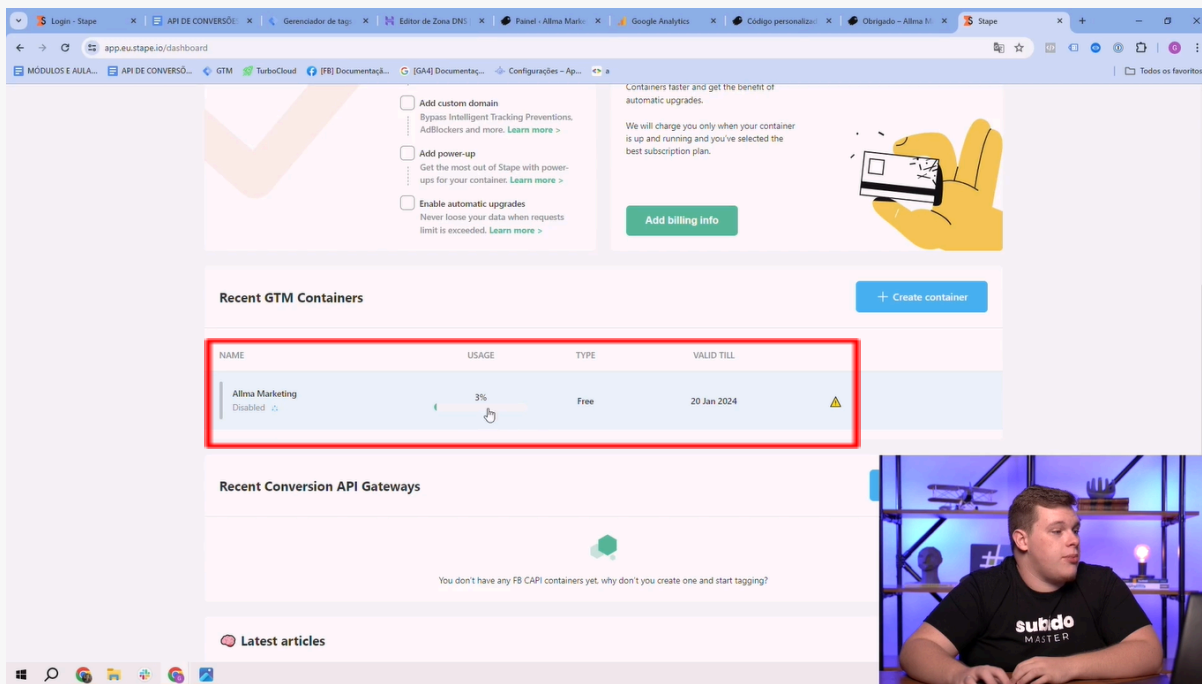 Login - Stape
API DE CONVERSÕE
Gerenciador de tags
Editor de Zona DNS
Painel - Allma Marke
Google Analytics
Código personalizad
Obrigado – Allma M
Stape
app.eu.stape.io/dashboard
MÓDULOS E AULA...
API DE CONVERSÕ...
GTM
TurboCloud
[FB] Documentaçã...
[GA4] Documentaç...
Configurações – Ap...
a
Todos os favoritos
Add custom domain
Bypass Intelligent Tracking Preventions,
AdBlockers and more. Learn more >
Add power-up
Get the most out of Stape with power-
ups for your container. Learn more >
Enable automatic upgrades
Never loose your data when requests
limit is exceeded. Learn more >
Containers faster and get the benefit of
automatic upgrades.
We will charge you only when your container
is up and running and you've selected the
best subscription plan.
Add billing info
Recent GTM Containers
+ Create container
NAME USAGE TYPE VALID TILL
Allma Marketing
Disabled
3%
Free
20 Jan 2024
Recent Conversion API Gateways
You don't have any FB CAPI containers yet. why don't you create one and start tagging?
Latest articles
#
subido
MASTER